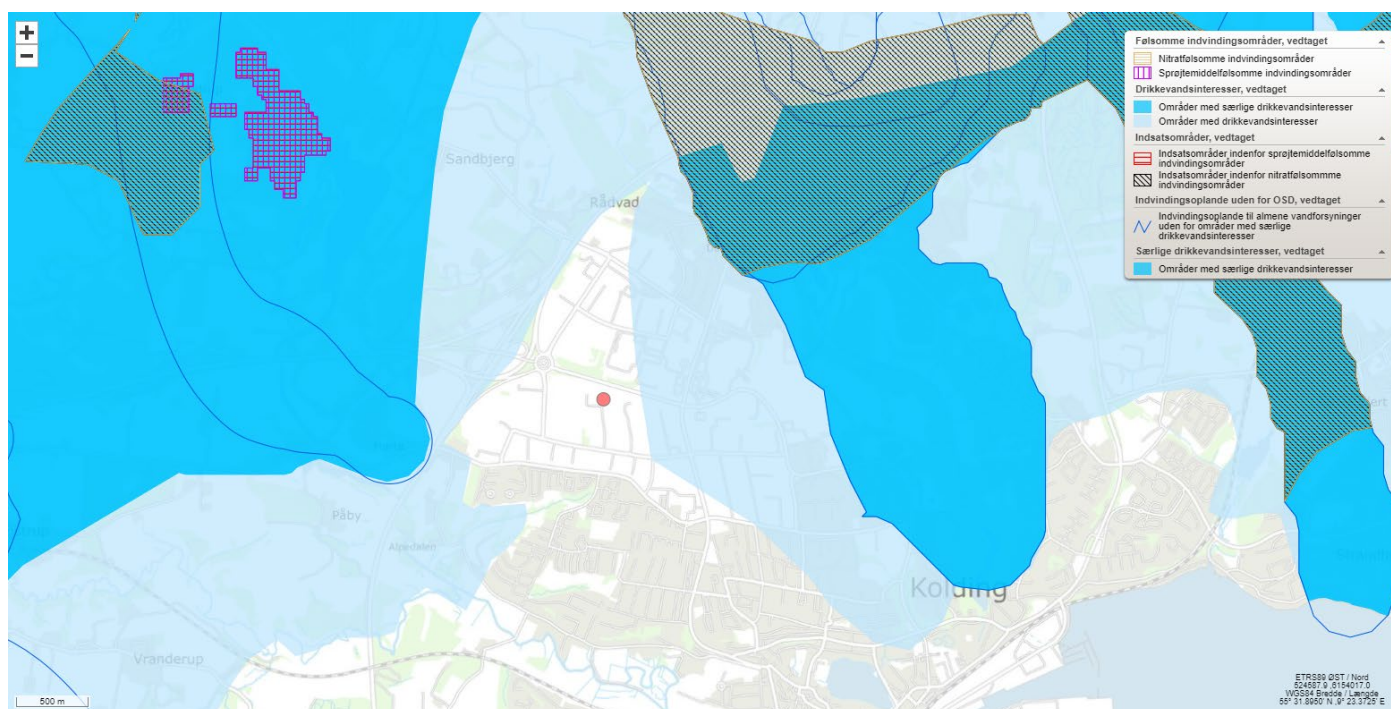 +
−
Sandbjerg
Rådvad
Påby
Alpedalen
Vranderup
Kolding
500 m
Følsomme indvindingsområder, vedtaget
Nitratfølsomme indvindingsområder
Sprøjtemiddelfølsomme indvindingsområder
Drikkevandsinteresser, vedtaget
Områder med særlige drikkevandsinteresser
Områder med drikkevandsinteresser
Indsatsområder, vedtaget
Indsatsområder indenfor sprøjtemiddelfølsomme
indvindingsområder
Indsatsområder indenfor nitratfølsommme
indvindingsområder
Indvindingsoplande uden for OSD, vedtaget
Indvindingsoplande til almene vandforsyninger
uden for områder med særlige
drikkevandsinteresser
Særlige drikkevandsinteresser, vedtaget
Områder med særlige drikkevandsinteresser
ETRS89 ØST / Nord
524587.9 ,6154017.0
WGS84 Bredde / Længde
55° 31.8950' N ,9° 23.3725' E